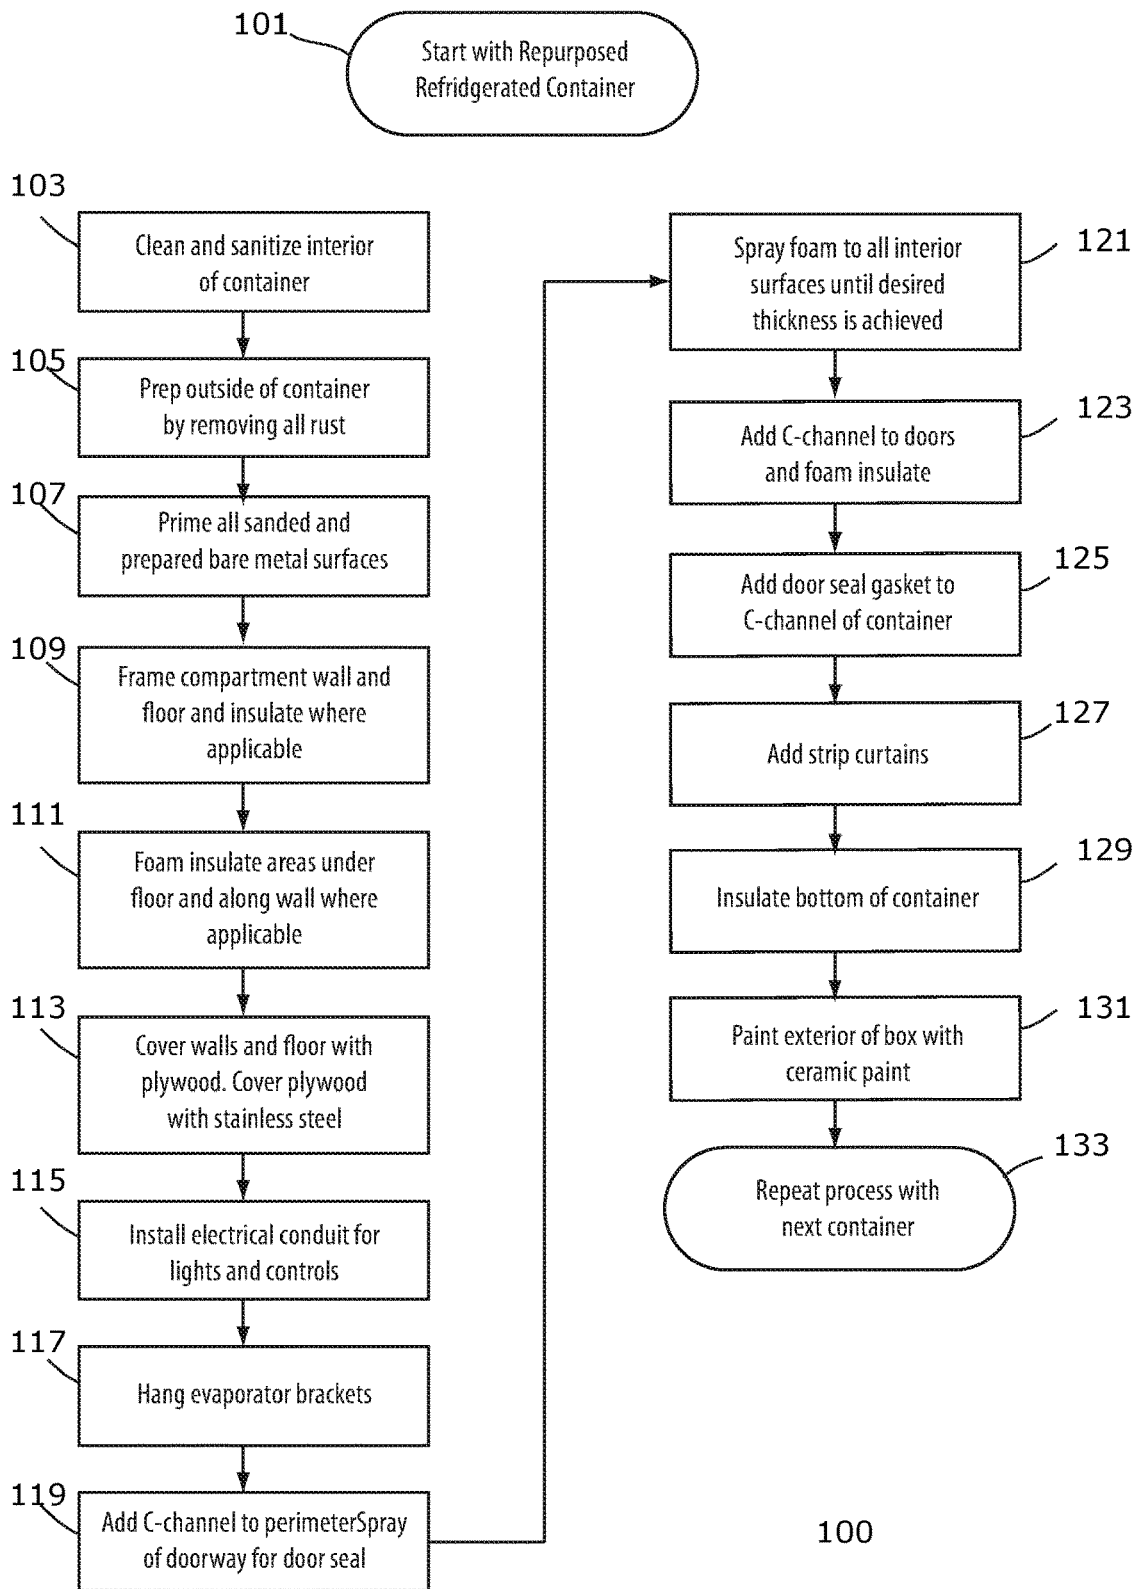 101
Start with Repurposed
Refridgerated Container
103
Clean and sanitize interior
of container
105
Prep outside of container
by removing all rust
107
Prime all sanded and
prepared bare metal surfaces
109
Frame compartment wall and
floor and insulate where
applicable
111
Foam insulate areas under
floor and along wall where
applicable
113
Cover walls and floor with
plywood. Cover plywood
with stainless steel
115
Install electrical conduit for
lights and controls
117
Hang evaporator brackets
119
Add C-channel to perimeterSpray
of doorway for door seal
121
Spray foam to all interior
surfaces until desired
thickness is achieved
123
Add C-channel to doors
and foam insulate
125
Add door seal gasket to
C-channel of container
127
Add strip curtains
129
Insulate bottom of container
131
Paint exterior of box with
ceramic paint
133
Repeat process with
next container
100